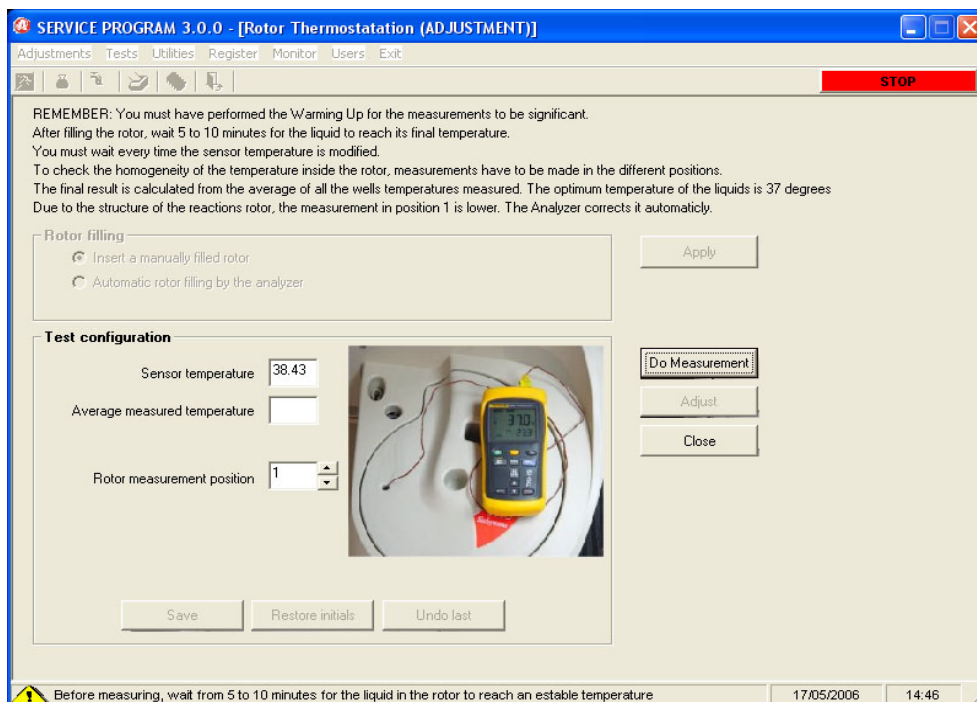 SERVICE PROGRAM 3.0.0 - [Rotor Thermostatation (ADJUSTMENT)]
Adjustments Tests Utilities Register Monitor Users Exit
STOP
REMEMBER: You must have performed the Warming Up for the measurements to be significant.
After filling the rotor, wait 5 to 10 minutes for the liquid to reach its final temperature.
You must wait every time the sensor temperature is modified.
To check the homogeneity of the temperature inside the rotor, measurements have to be made in the different positions.
The final result is calculated from the average of all the wells temperatures measured. The optimum temperature of the liquids is 37 degrees
Due to the structure of the reactions rotor, the measurement in position 1 is lower. The Analyzer corrects it automaticly.
Rotor filling
Insert a manually filled rotor
Automatic rotor filling by the analyzer
Apply
Test configuration
Sensor temperature 38.43
Average measured temperature
Rotor measurement position 1
37.0
Do Measurement
Adjust
Close
Save Restore initials Undo last
Before measuring, wait from 5 to 10 minutes for the liquid in the rotor to reach an estable temperature 17/05/2006 14:46